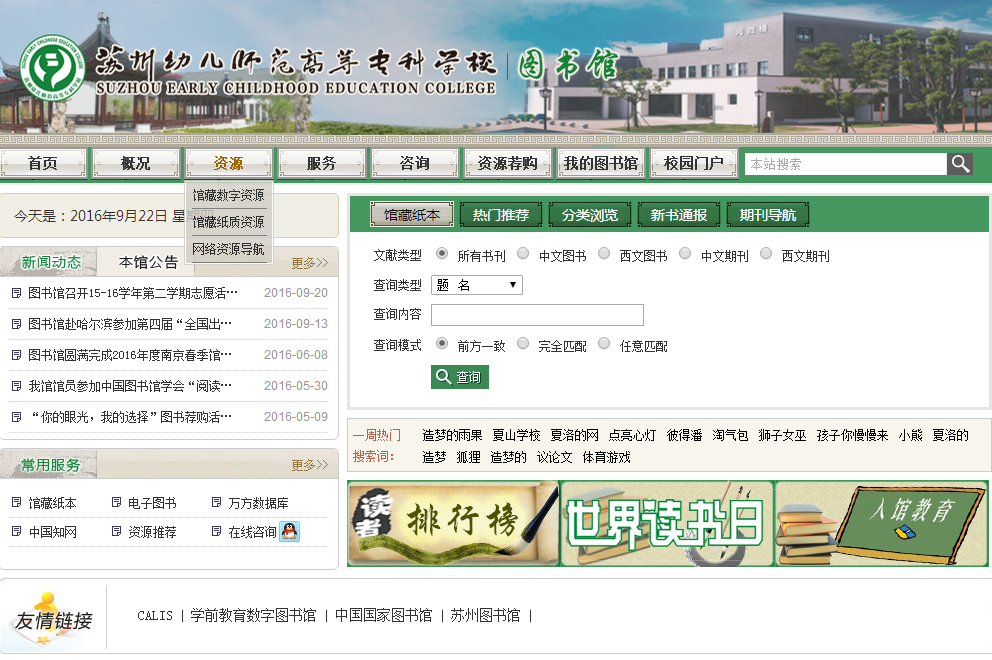 苏州幼儿师范高等专科学校 | 图书馆
SUZHOU EARLY CHILDHOOD EDUCATION COLLEGE
首页 概况 资源 服务 咨询 资源荐购 我的图书馆 校园门户 本站搜索
馆藏数字资源
馆藏纸质资源
网络资源导航
今天是：2016年9月22日 星
新闻动态 本馆公告 更多>>
图书馆召开15-16学年第二学期志愿活… 2016-09-20
图书馆赴哈尔滨参加第四届“全国出… 2016-09-13
图书馆圆满完成2016年度南京春季馆… 2016-06-08
我馆馆员参加中国图书馆学会“阅读… 2016-05-30
“你的眼光，我的选择”图书荐购活… 2016-05-09
常用服务 更多>>
馆藏纸本 电子图书 万方数据库
中国知网 资源推荐 在线咨询
馆藏纸本 热门推荐 分类浏览 新书通报 期刊导航
文献类型 所有书刊 中文图书 西文图书 中文期刊 西文期刊
查询类型 题 名
查询内容
查询模式 前方一致 完全匹配 任意匹配
查询
一周热门搜索词： 造梦的雨果 夏山学校 夏洛的网 点亮心灯 彼得潘 淘气包 狮子女巫 孩子你慢慢来 小熊 夏洛的
造梦 狐狸 造梦的 议论文 体育游戏
读者排行榜 世界读书日 入馆教育
友情链接 CALIS | 学前教育数字图书馆 | 中国国家图书馆 | 苏州图书馆 |